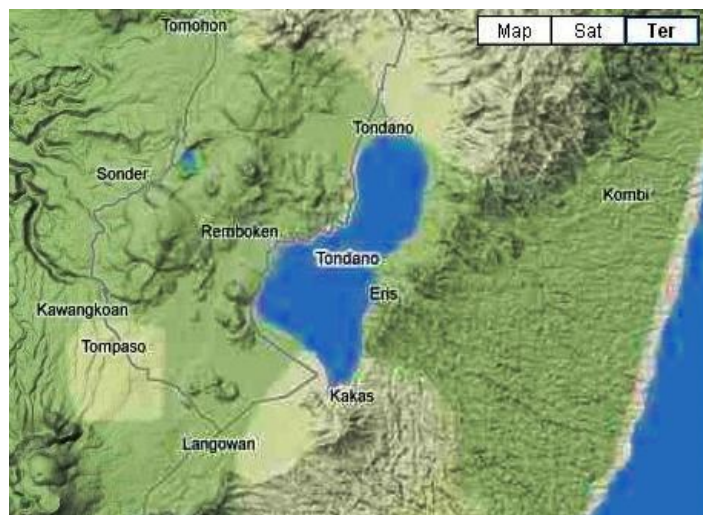 Tomohon
Map Sat Ter
Tondano
Sonder
Kombi
Remboken
Tondano
Eris
Kawangkoan
Tompaso
Kakas
Langowan